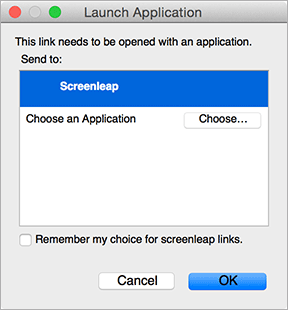 Launch Application
This link needs to be opened with an application.
Send to:
Screenleap
Choose an Application
Choose...
Remember my choice for screenleap links.
Cancel
OK